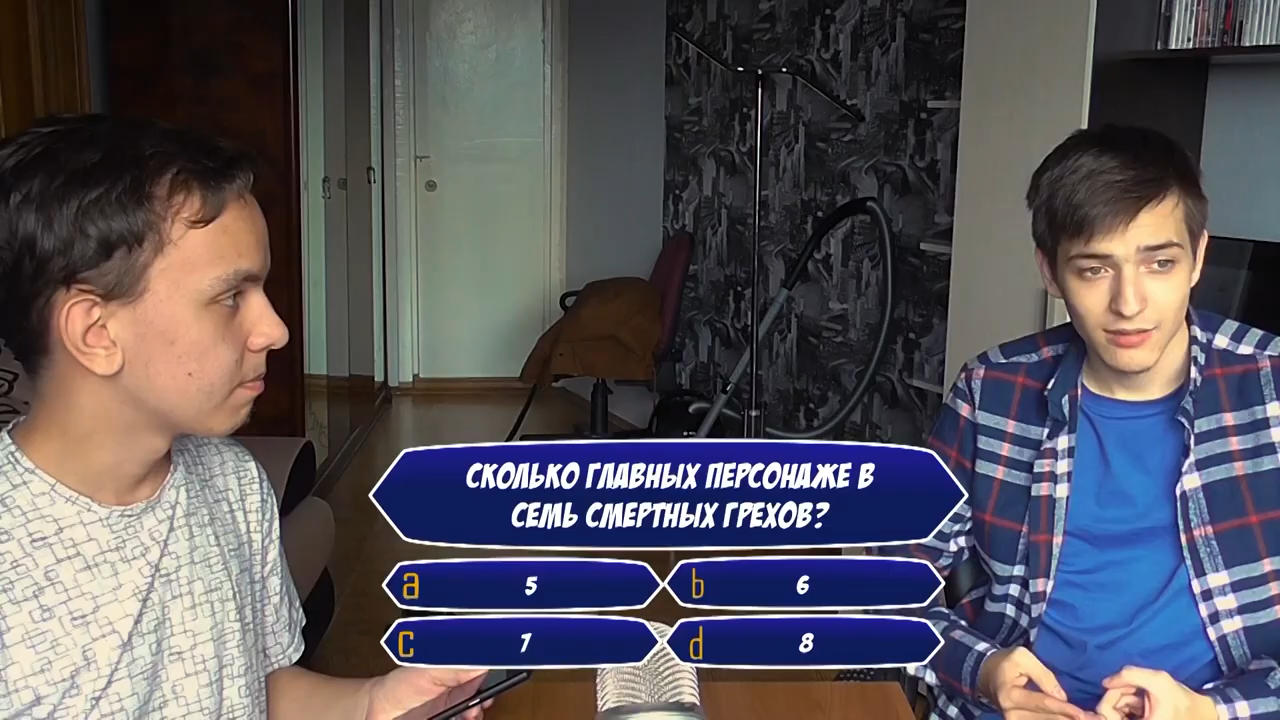 СКОЛЬКО ГЛАВНЫХ ПЕРСОНАЖЕ В
СЕМЬ СМЕРТНЫХ ГРЕХОВ?
a 5
b 6
c 7
d 8